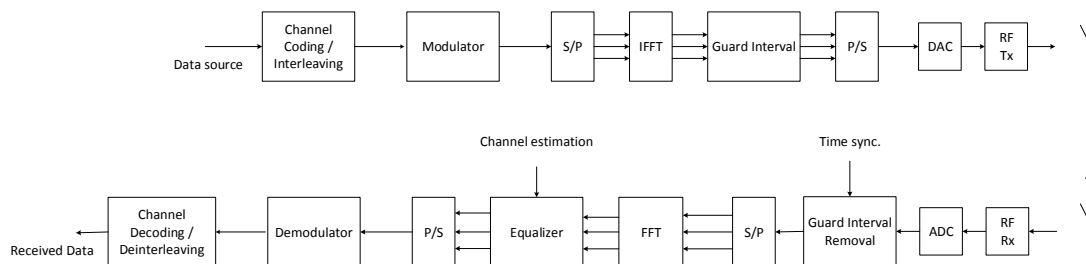 Data source
Channel
Coding /
Interleaving
Modulator
S/P
IFFT
Guard Interval
P/S
DAC
RF
Tx
Channel estimation
Time sync.
Received Data
Channel
Decoding /
Deinterleaving
Demodulator
P/S
Equalizer
FFT
S/P
Guard Interval
Removal
ADC
RF
Rx